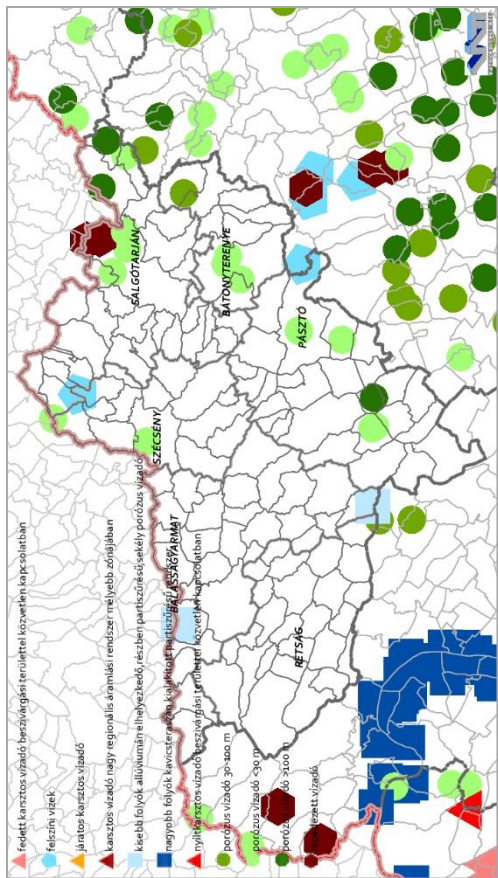 fedett karsztos vízadó beszivárgási területtel közvetlen kapcsolatban
felszíni vizek
járatos karsztos vízadó
karsztos vízadó nagy regionális áramlási rendszer mélyebb zónájában
kisebb folyók allúviumán elhelyezkedő, részben partiszűrésű, sekély porózus vízadó
nagyobb folyók kavicsteraszán kialakított partiszűrésű rendszer
nyílt karsztos vízadó beszivárgási területtel közvetlen kapcsolatban
porózus vízadó 30-100 m
porózus vízadó <30 m
porózus vízadó >100 m
vízadó
SALGÓTARJÁN
BÁTONYTERENYE
PÁSZTÓ
SZÉCSÉNY
BALASSAGYARMAT
RÉTSÁG